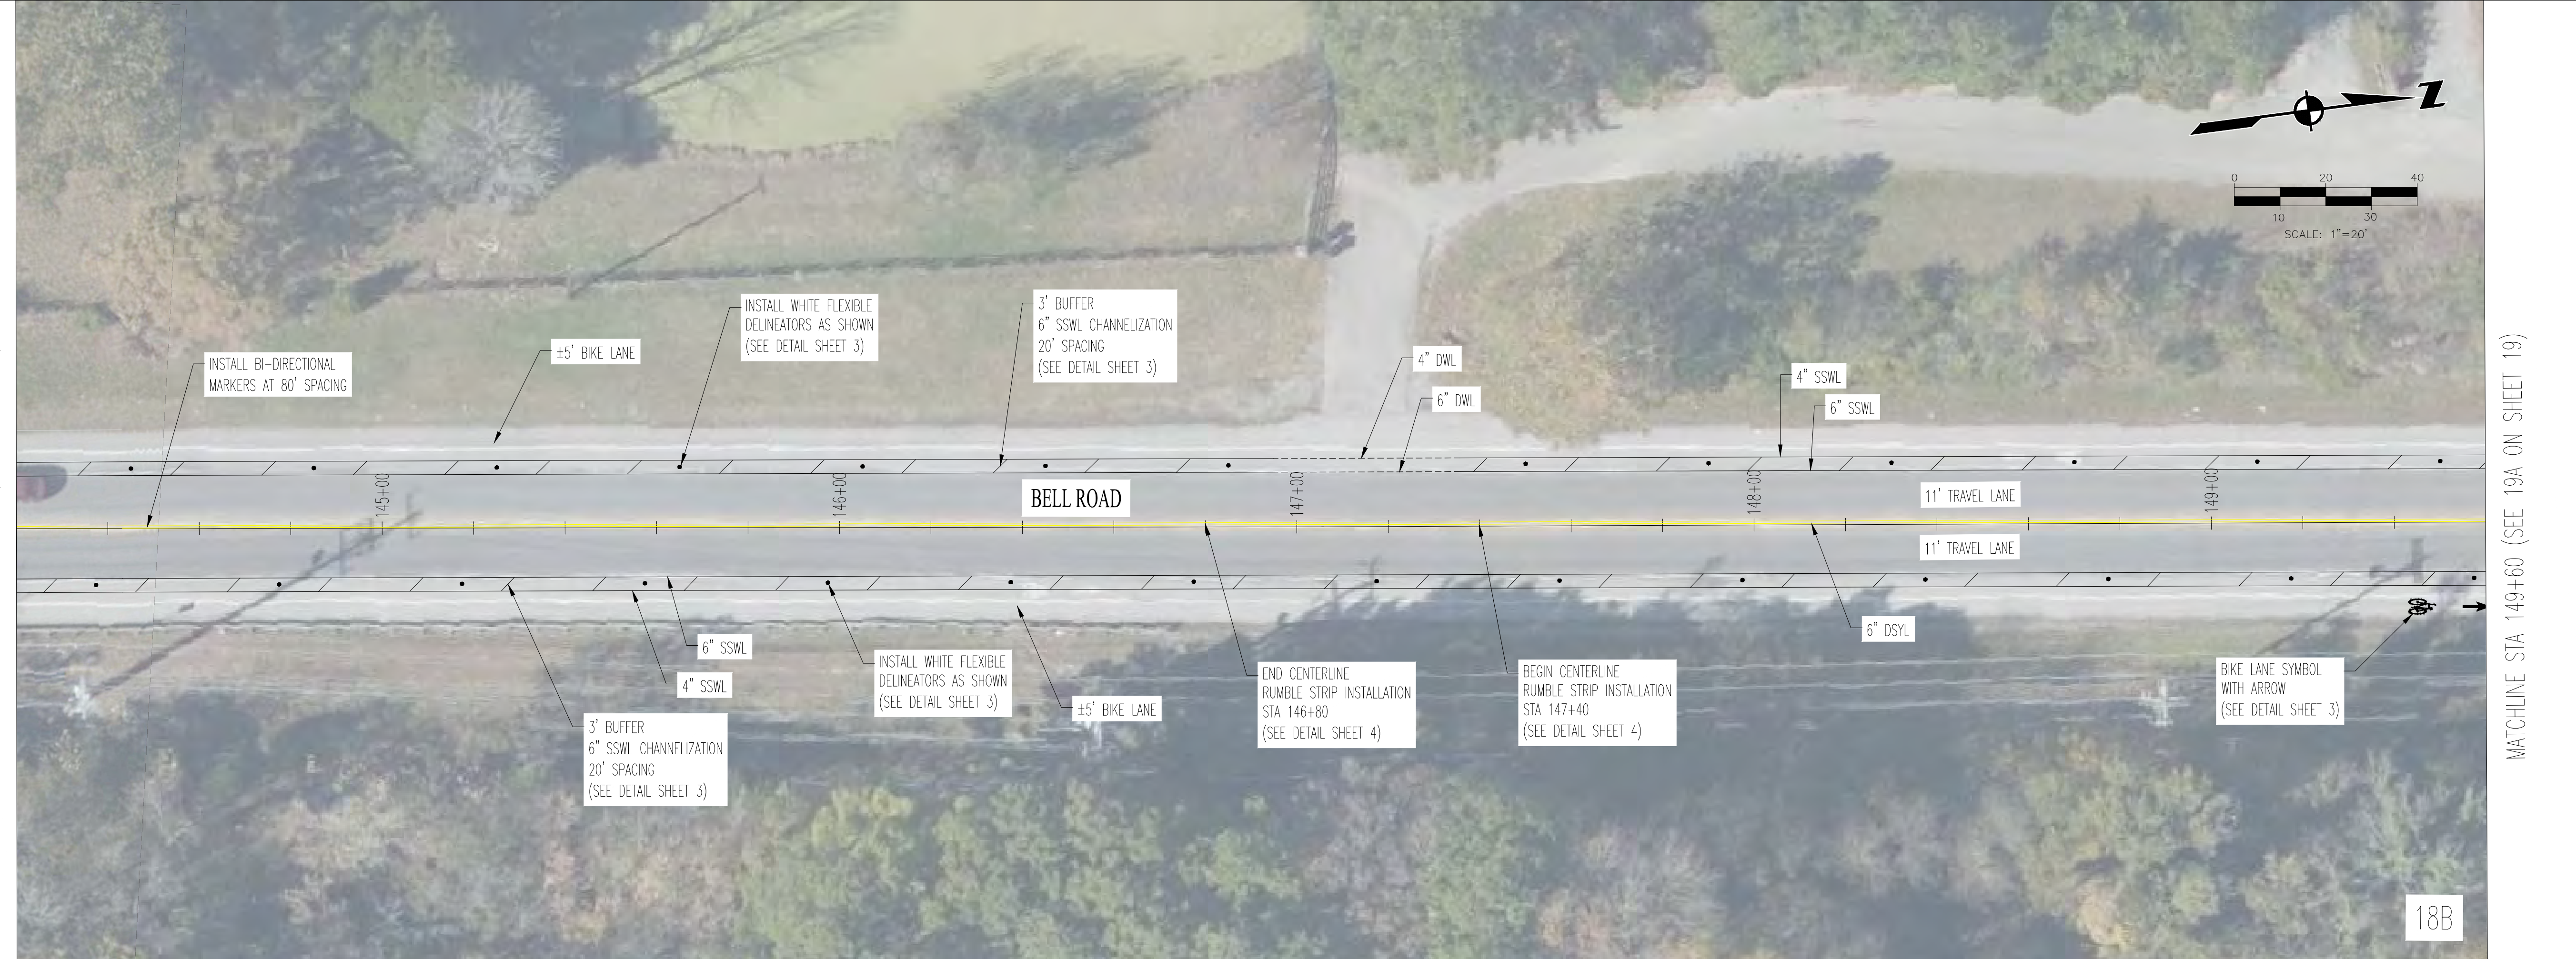 0 20 40
10 30
SCALE: 1"=20'
INSTALL BI-DIRECTIONAL
MARKERS AT 80' SPACING
±5' BIKE LANE
INSTALL WHITE FLEXIBLE
DELINEATORS AS SHOWN
(SEE DETAIL SHEET 3)
3' BUFFER
6" SSWL CHANNELIZATION
20' SPACING
(SEE DETAIL SHEET 3)
4" DWL
6" DWL
4" SSWL
6" SSWL
145+00
146+00
147+00
148+00
149+00
BELL ROAD
11' TRAVEL LANE
11' TRAVEL LANE
6" SSWL
4" SSWL
3' BUFFER
6" SSWL CHANNELIZATION
20' SPACING
(SEE DETAIL SHEET 3)
INSTALL WHITE FLEXIBLE
DELINEATORS AS SHOWN
(SEE DETAIL SHEET 3)
±5' BIKE LANE
END CENTERLINE
RUMBLE STRIP INSTALLATION
STA 146+80
(SEE DETAIL SHEET 4)
BEGIN CENTERLINE
RUMBLE STRIP INSTALLATION
STA 147+40
(SEE DETAIL SHEET 4)
6" DSYL
BIKE LANE SYMBOL
WITH ARROW
(SEE DETAIL SHEET 3)
MATCHLINE STA 149+60 (SEE 19A ON SHEET 19)
18B
Z